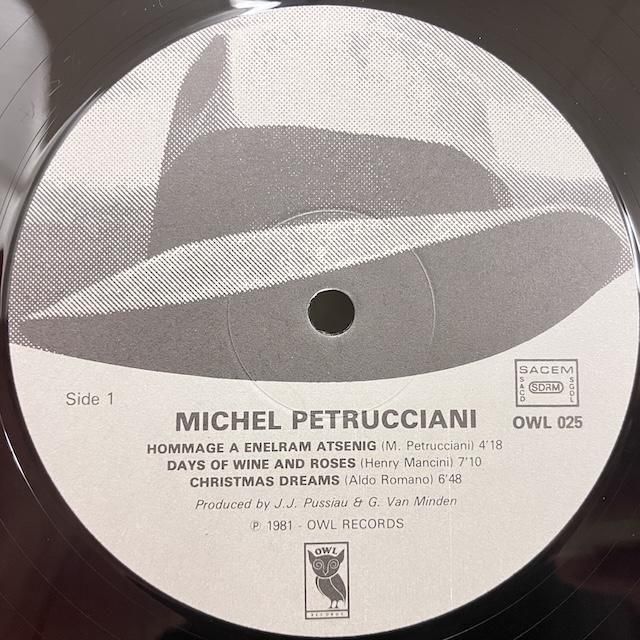 Side 1
SACEM
SACD
SDRM
SGDL
MICHEL PETRUCCIANI
OWL 025
HOMMAGE A ENELRAM ATSENIG (M. Petrucciani) 4'18
DAYS OF WINE AND ROSES (Henry Mancini) 7'10
CHRISTMAS DREAMS (Aldo Romano) 6'48
Produced by J.J. Pussiau & G. Van Minden
℗ 1981 - OWL RECORDS
OWL
RECORDS